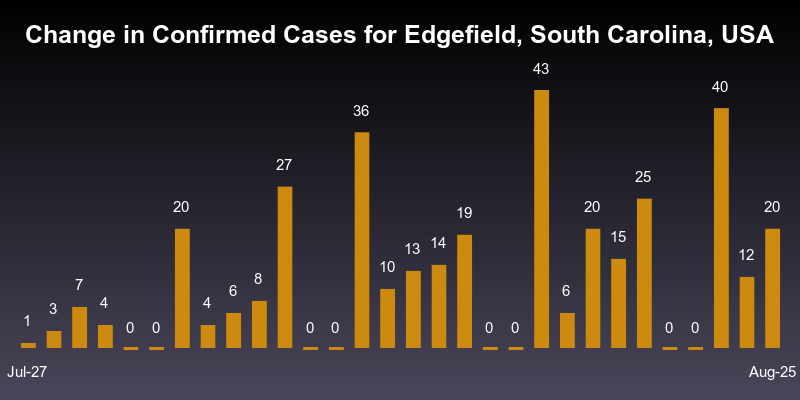 Change in Confirmed Cases for Edgefield, South Carolina, USA
1 3 7 4 0 0 20 4 6 8 27 0 0 36 10 13 14 19 0 0 43 6 20 15 25 0 0 40 12 20
Jul-27 Aug-25